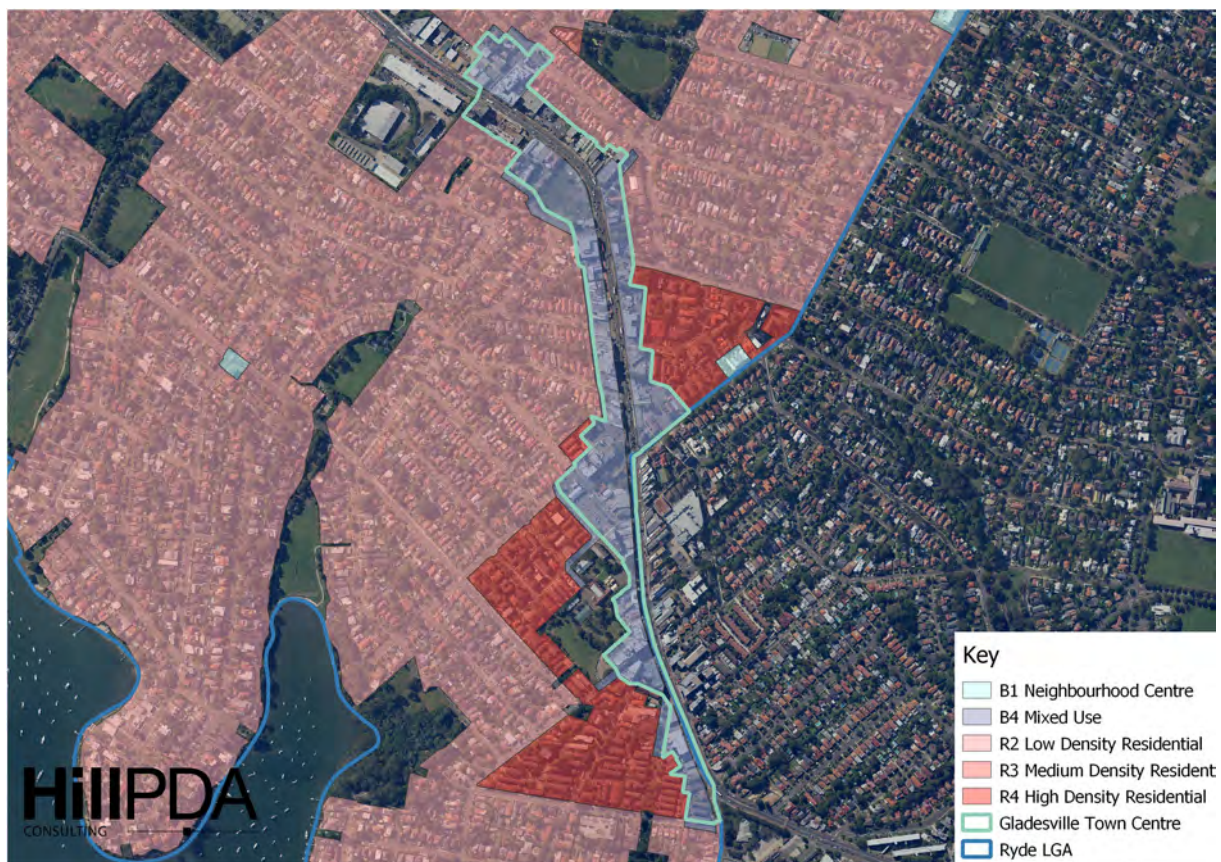 Key
B1 Neighbourhood Centre
B4 Mixed Use
R2 Low Density Residential
R3 Medium Density Resident
R4 High Density Residential
Gladesville Town Centre
Ryde LGA
HillPDA
CONSULTING